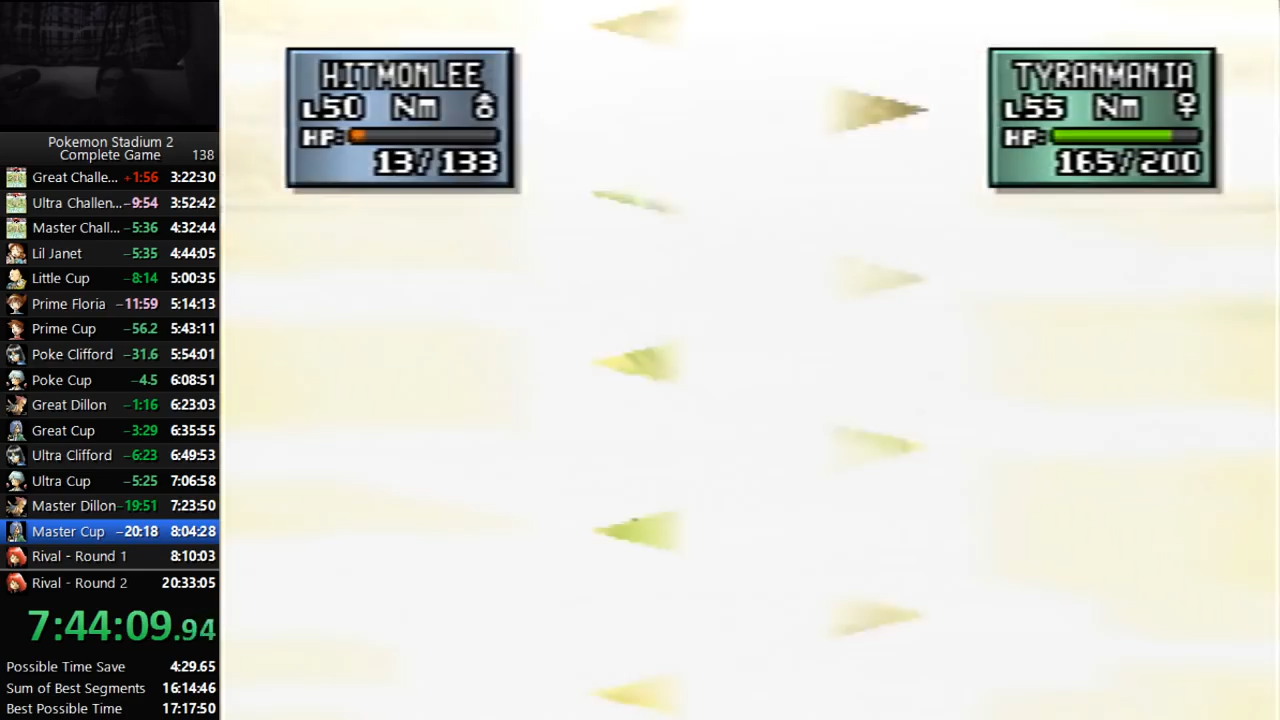 Pokemon Stadium 2
Complete Game 138
Great Challe... +1:56 3:22:30
Ultra Challen... −9:54 3:52:42
Master Chall... −5:36 4:32:44
Lil Janet −5:35 4:44:05
Little Cup −8:14 5:00:35
Prime Floria −11:59 5:14:13
Prime Cup −56.2 5:43:11
Poke Clifford −31.6 5:54:01
Poke Cup −4.5 6:08:51
Great Dillon −1:16 6:23:03
Great Cup −3:29 6:35:55
Ultra Clifford −6:23 6:49:53
Ultra Cup −5:25 7:06:58
Master Dillon −19:51 7:23:50
Master Cup −20:18 8:04:28
Rival - Round 1 8:10:03
Rival - Round 2 20:33:05
7:44:09.94
Possible Time Save 4:29.65
Sum of Best Segments 16:14:46
Best Possible Time 17:17:50
HITMONLEE
L50 Nm ♂
HP:
13/133
TYRANMANIA
L55 Nm ♀
HP:
165/200